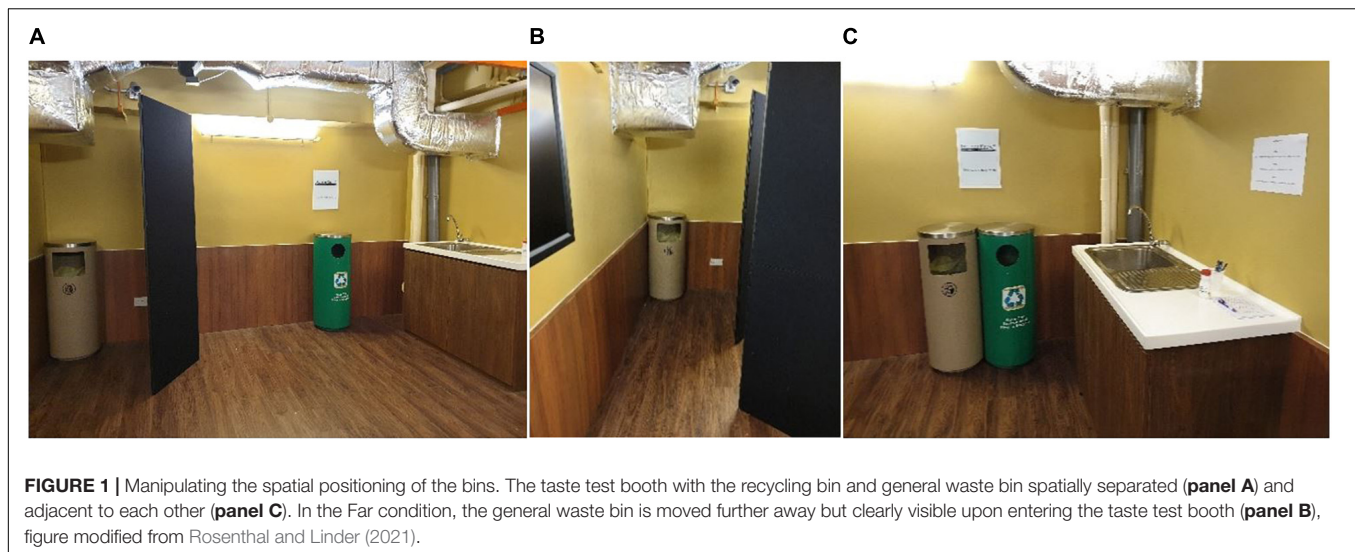 A
B
C
FIGURE 1 | Manipulating the spatial positioning of the bins. The taste test booth with the recycling bin and general waste bin spatially separated (panel A) and
adjacent to each other (panel C). In the Far condition, the general waste bin is moved further away but clearly visible upon entering the taste test booth (panel B),
figure modified from Rosenthal and Linder (2021).